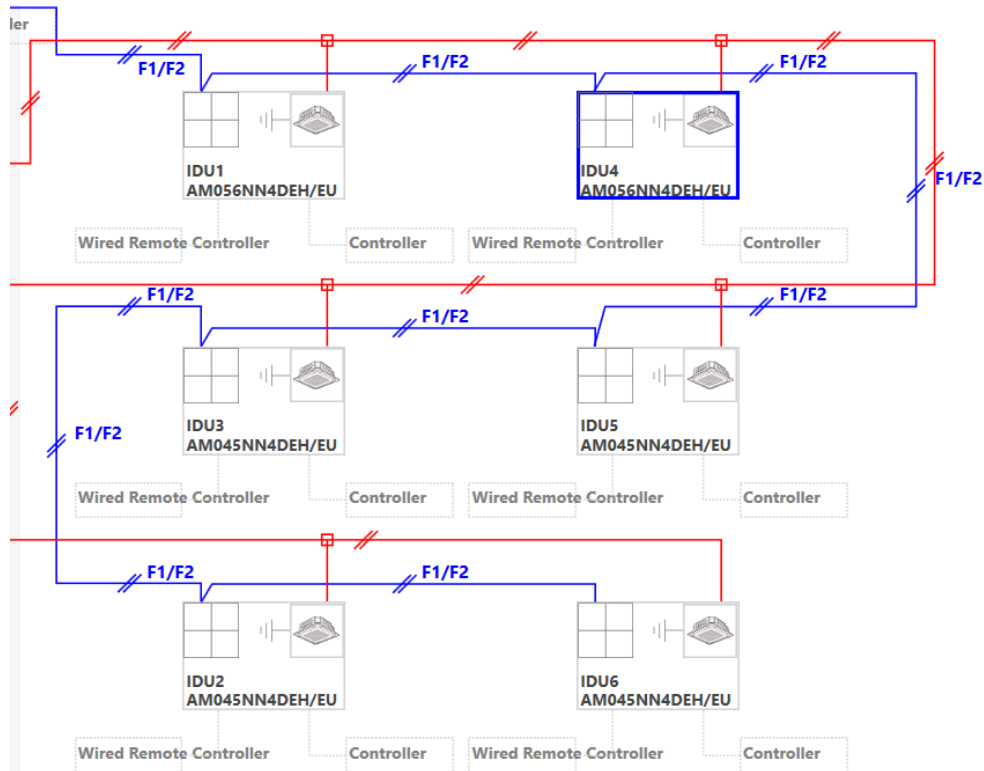 ler
F1/F2
F1/F2
F1/F2
IDU1
AM056NN4DEH/EU
IDU4
AM056NN4DEH/EU
F1/F2
Wired Remote Controller
Controller
Wired Remote Controller
Controller
F1/F2
F1/F2
F1/F2
IDU3
AM045NN4DEH/EU
IDU5
AM045NN4DEH/EU
F1/F2
Wired Remote Controller
Controller
Wired Remote Controller
Controller
F1/F2
F1/F2
IDU2
AM045NN4DEH/EU
IDU6
AM045NN4DEH/EU
Wired Remote Controller
Controller
Wired Remote Controller
Controller